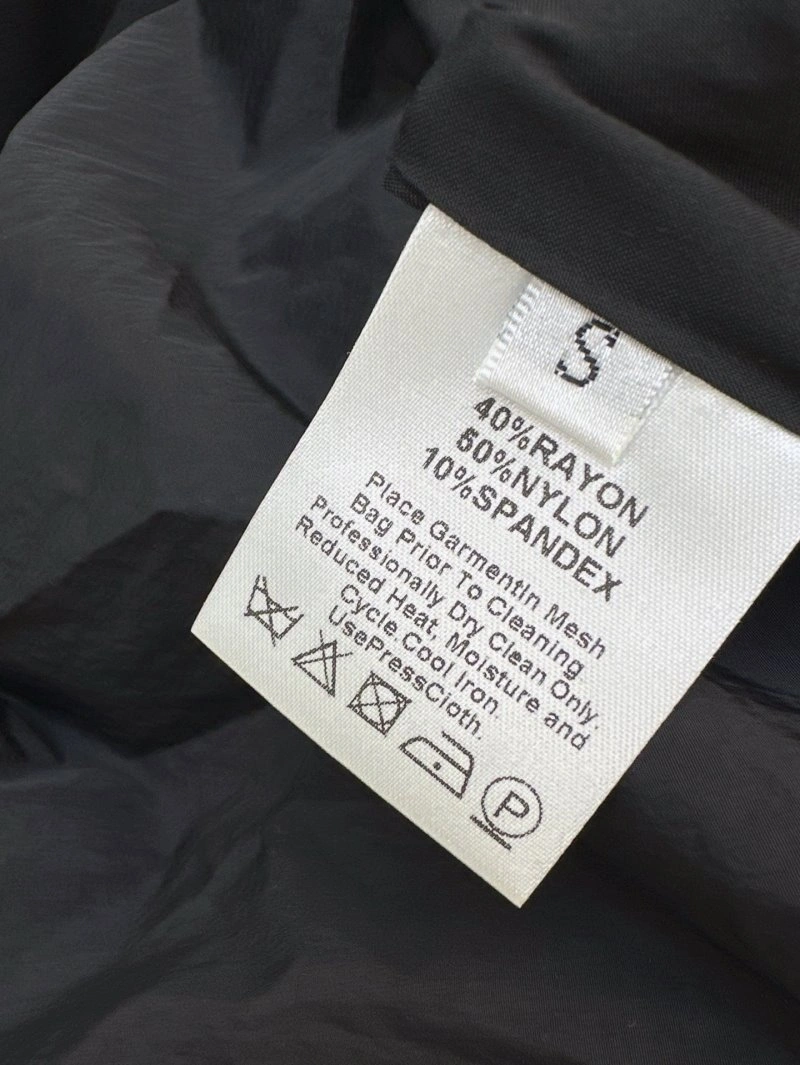 S
40%RAYON
50%NYLON
10%SPANDEX
Place GarmentIn Mesh
Bag Prior To Cleaning
Professionally Dry Clean Only.
Reduced Heat, Moisture and
Cycle Cool Iron.
UsePressCloth.
P